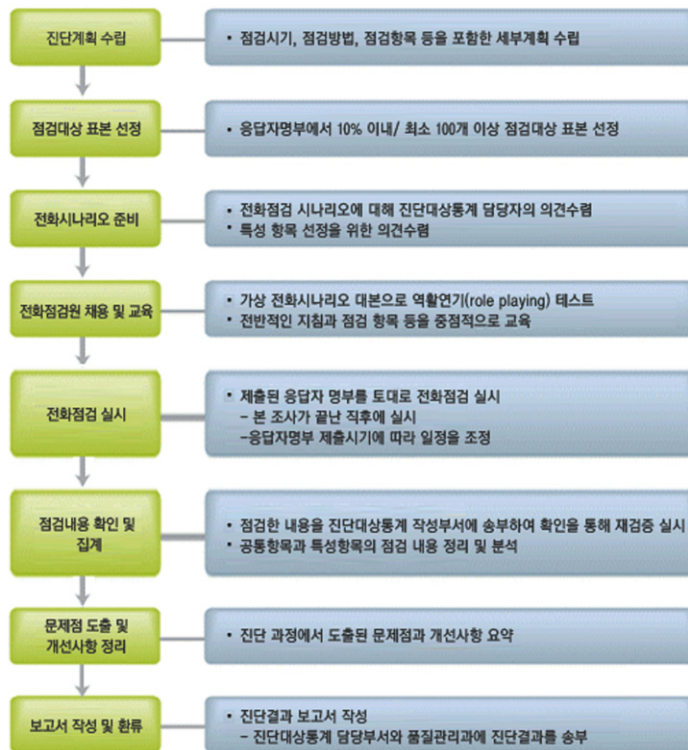 진단계획 수립
• 점검시기, 점검방법, 점검항목 등을 포함한 세부계획 수립
점검대상 표본 선정
• 응답자명부에서 10% 이내/ 최소 100개 이상 점검대상 표본 선정
전화시나리오 준비
• 전화점검 시나리오에 대해 진단대상통계 담당자의 의견수렴
• 특성 항목 선정을 위한 의견수렴
전화점검원 채용 및 교육
• 가상 전화시나리오 대본으로 역활연기(role playing) 테스트
• 전반적인 지침과 점검 항목 등을 중점적으로 교육
전화점검 실시
• 제출된 응답자 명부를 토대로 전화점검 실시
- 본 조사가 끝난 직후에 실시
-응답자명부 제출시기에 따라 일정을 조정
점검내용 확인 및
집계
• 점검한 내용을 진단대상통계 작성부서에 송부하여 확인을 통해 재검증 실시
• 공통항목과 특성항목의 점검 내용 정리 및 분석
문제점 도출 및
개선사항 정리
• 진단 과정에서 도출된 문제점과 개선사항 요약
보고서 작성 및 환류
• 진단결과 보고서 작성
- 진단대상통계 담당부서와 품질관리과에 진단결과를 송부